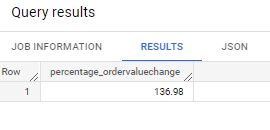 Query results
JOB INFORMATION RESULTS JSON
Row percentage_ordervaluechange
1 136.98